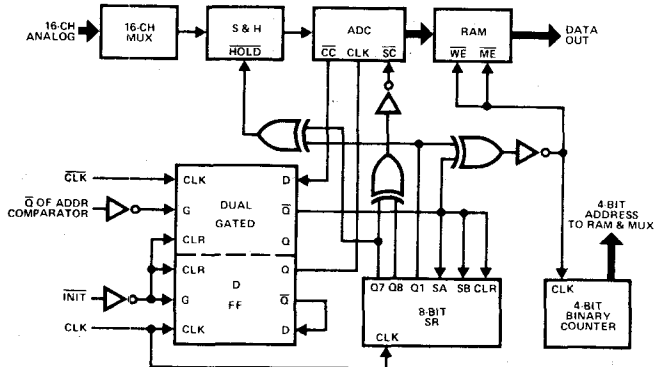 16-CH
ANALOG
16-CH
MUX
S & H
HOLD
ADC
CC CLK SC
RAM
WE ME
DATA
OUT
CLK
Q OF ADDR
COMPARATOR
INIT
CLK
CLK D
DUAL
G GATED Q
CLR Q
CLR D Q
G FF Q
CLK D
Q7 Q8 Q1 SA SB CLR
8-BIT
SR
CLK
4-BIT
ADDRESS
TO RAM & MUX
CLK
4-BIT
BINARY
COUNTER